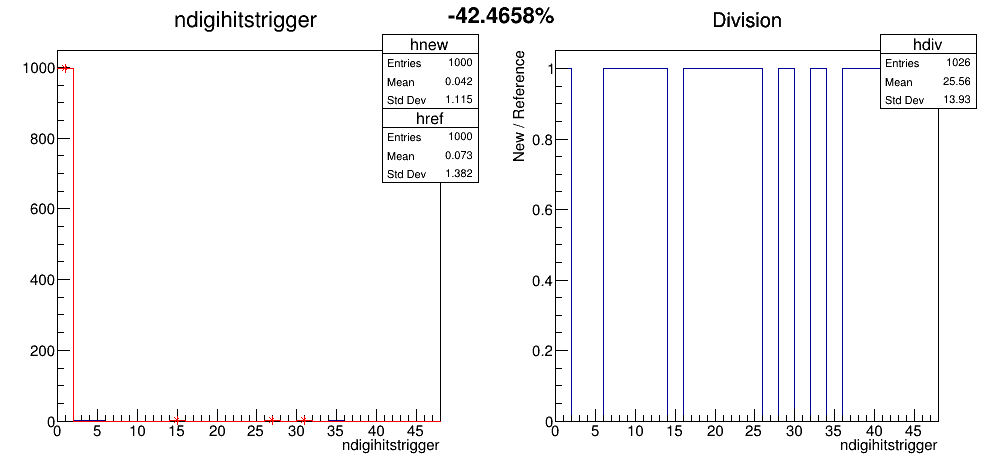 -42.4658%
ndigihitstrigger
hnew
Entries 1000
Mean 0.042
Std Dev 1.115
href
Entries 1000
Mean 0.073
Std Dev 1.382
1000
800
600
400
200
0
0 5 10 15 20 25 30 35 40 45
ndigihitstrigger
Division
hdiv
Entries 1026
Mean 25.56
Std Dev 13.93
New / Reference
1
0.8
0.6
0.4
0.2
0
0 5 10 15 20 25 30 35 40 45
ndigihitstrigger